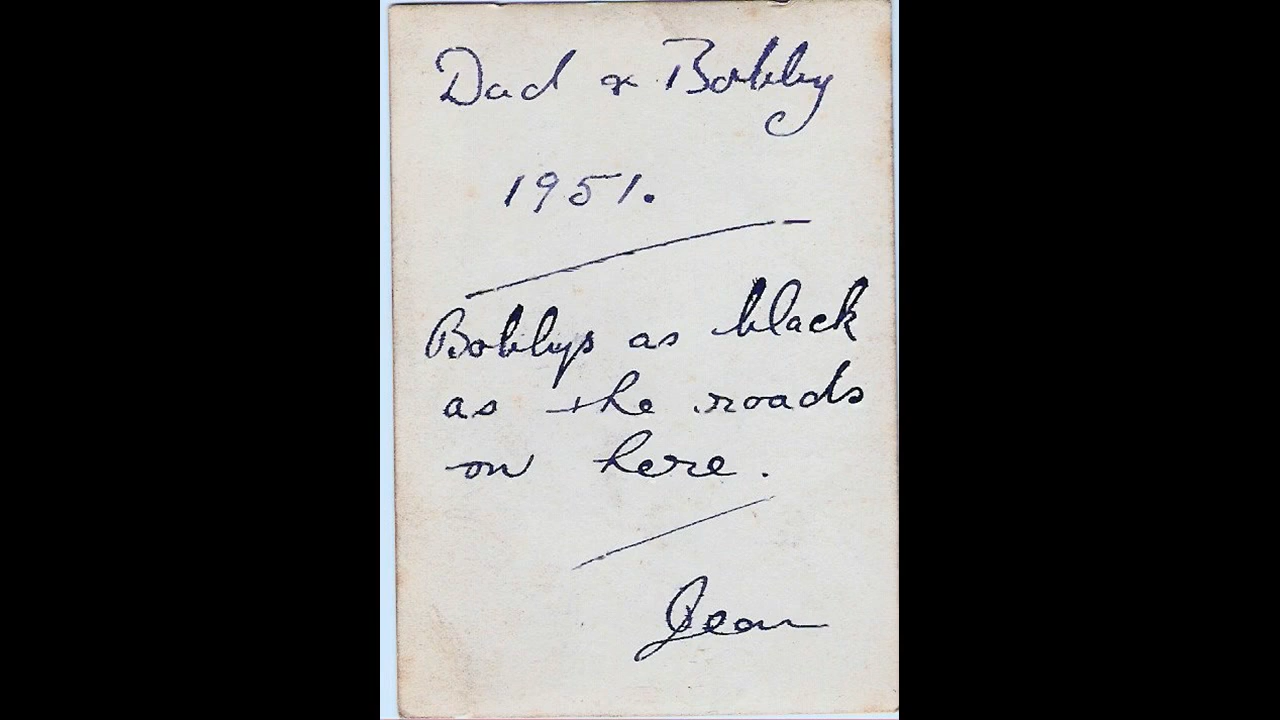 Dad & Bobby
1951.
Bobbys as black
as the roads
on here.
Jean